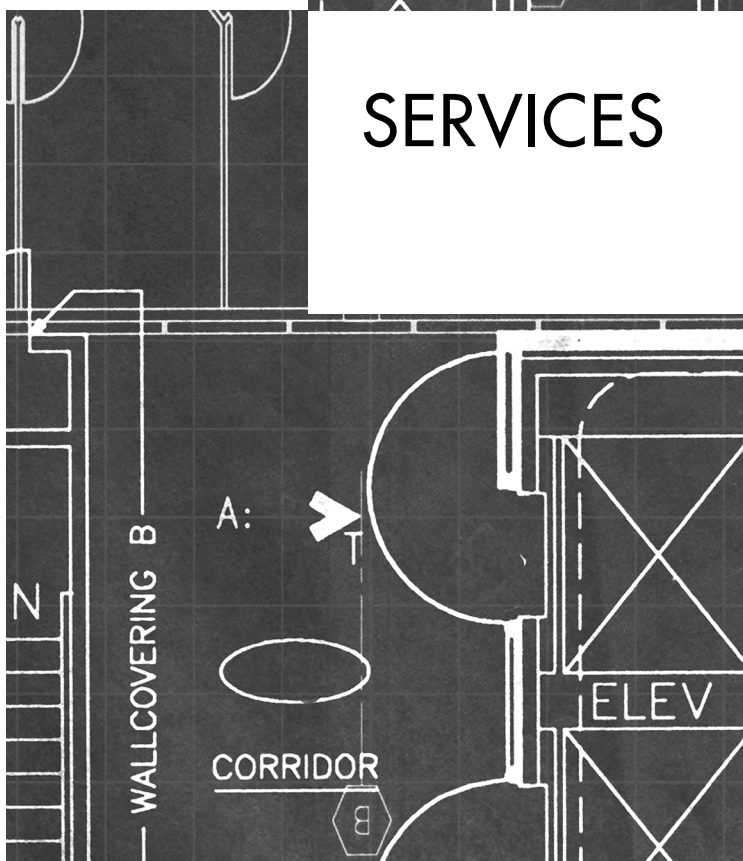 SERVICES
A:
T
N
WALLCOVERING B
ELEV
CORRIDOR
B